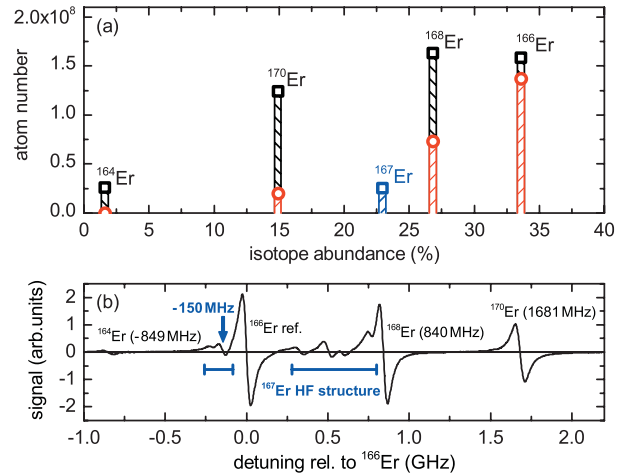 2.0x10⁸
(a)
1.5
1.0
0.5
0.0
atom number
¹⁶⁴Er
¹⁷⁰Er
¹⁶⁷Er
¹⁶⁸Er
¹⁶⁶Er
0 5 10 15 20 25 30 35 40
isotope abundance (%)
(b)
2
1
0
-1
-2
signal (arb.units)
-150 MHz
¹⁶⁴Er (-849 MHz)
¹⁶⁶Er ref.
¹⁶⁸Er (840 MHz)
¹⁷⁰Er (1681 MHz)
¹⁶⁷Er HF structure
-1.0 -0.5 0.0 0.5 1.0 1.5 2.0
detuning rel. to ¹⁶⁶Er (GHz)